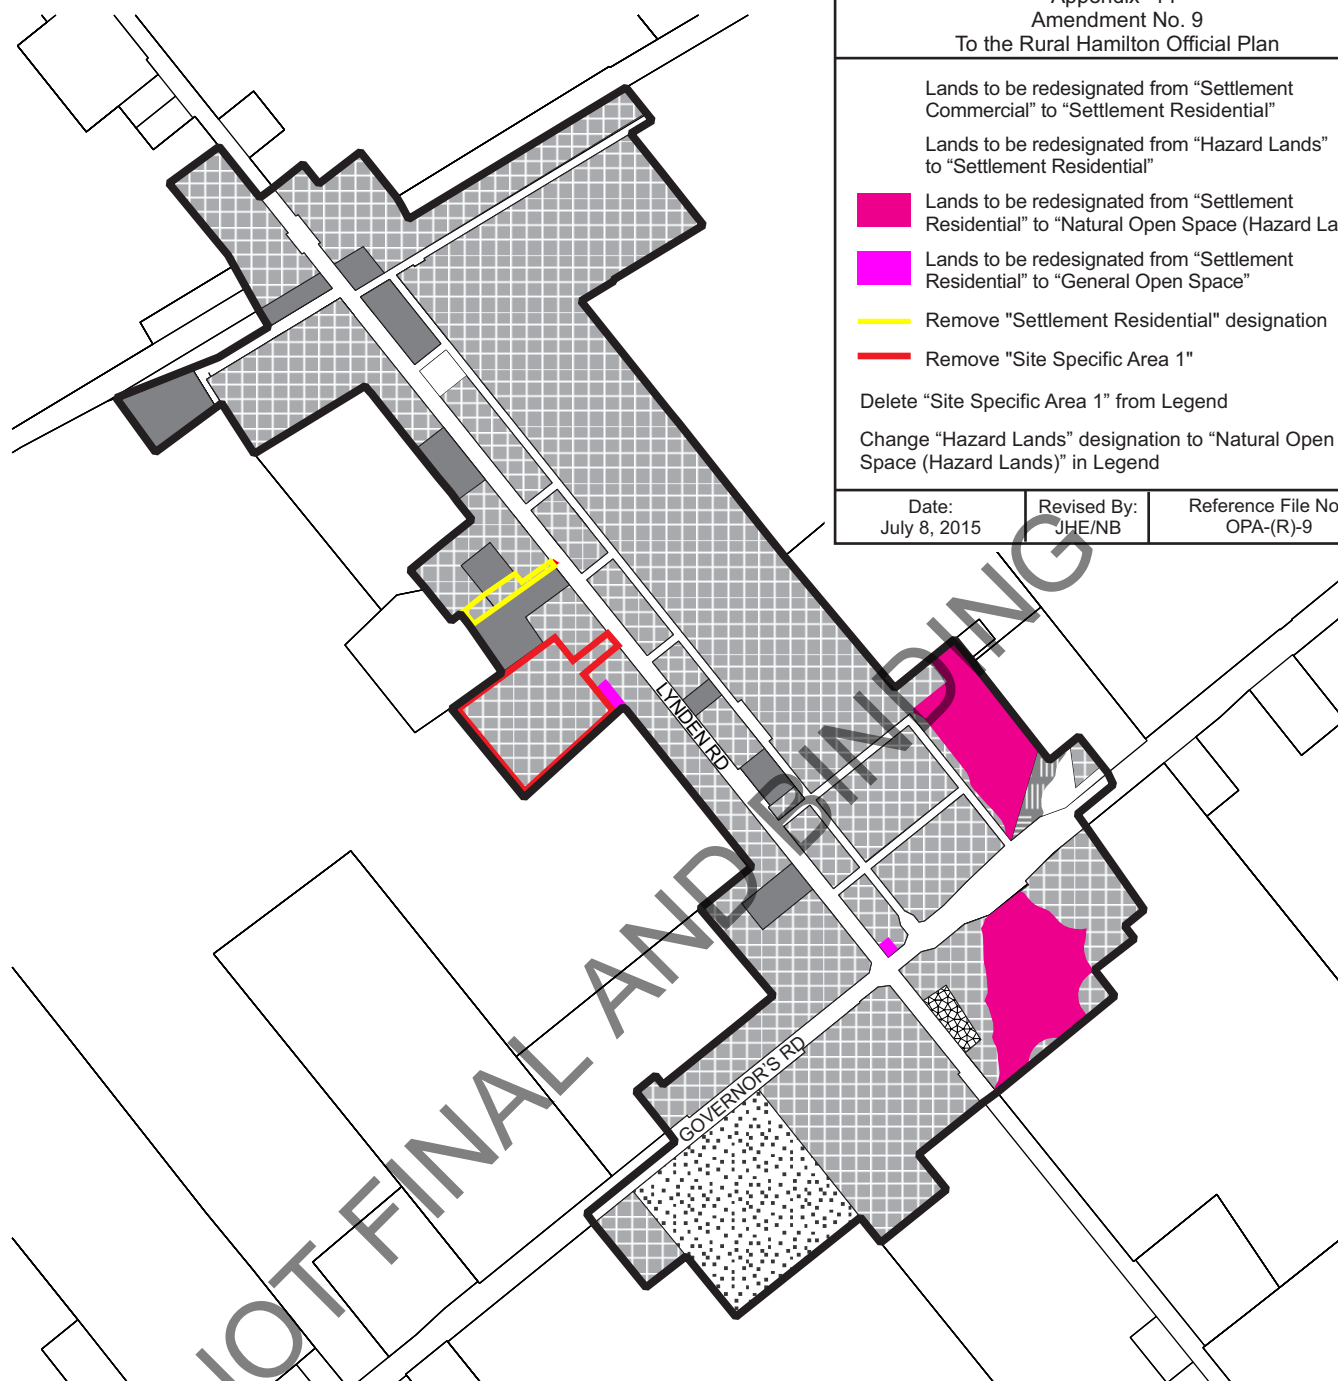 Amendment No. 9
To the Rural Hamilton Official Plan
Lands to be redesignated from “Settlement
Commercial” to “Settlement Residential”
Lands to be redesignated from “Hazard Lands”
to “Settlement Residential”
Lands to be redesignated from “Settlement
Residential” to “Natural Open Space (Hazard La
Lands to be redesignated from “Settlement
Residential” to “General Open Space”
Remove "Settlement Residential" designation
Remove "Site Specific Area 1"
Delete “Site Specific Area 1” from Legend
Change “Hazard Lands” designation to “Natural Open
Space (Hazard Lands)” in Legend
Date:
July 8, 2015
Revised By:
JHE/NB
Reference File No
OPA-(R)-9
LYNDEN RD
GOVERNOR'S RD
NOT FINAL AND BINDING